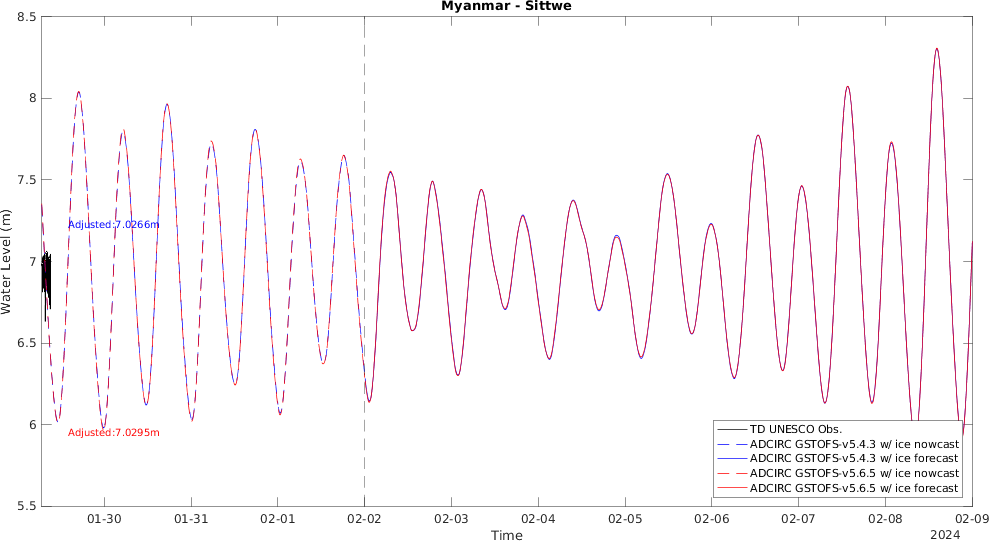 Myanmar - Sittwe
8.5
8
7.5
7
6.5
6
5.5
Water Level (m)
Adjusted:7.0266m
Adjusted:7.0295m
TD UNESCO Obs.
ADCIRC GSTOFS-v5.4.3 w/ ice nowcast
ADCIRC GSTOFS-v5.4.3 w/ ice forecast
ADCIRC GSTOFS-v5.6.5 w/ ice nowcast
ADCIRC GSTOFS-v5.6.5 w/ ice forecast
01-30 01-31 02-01 02-02 02-03 02-04 02-05 02-06 02-07 02-08 02-09
Time
2024